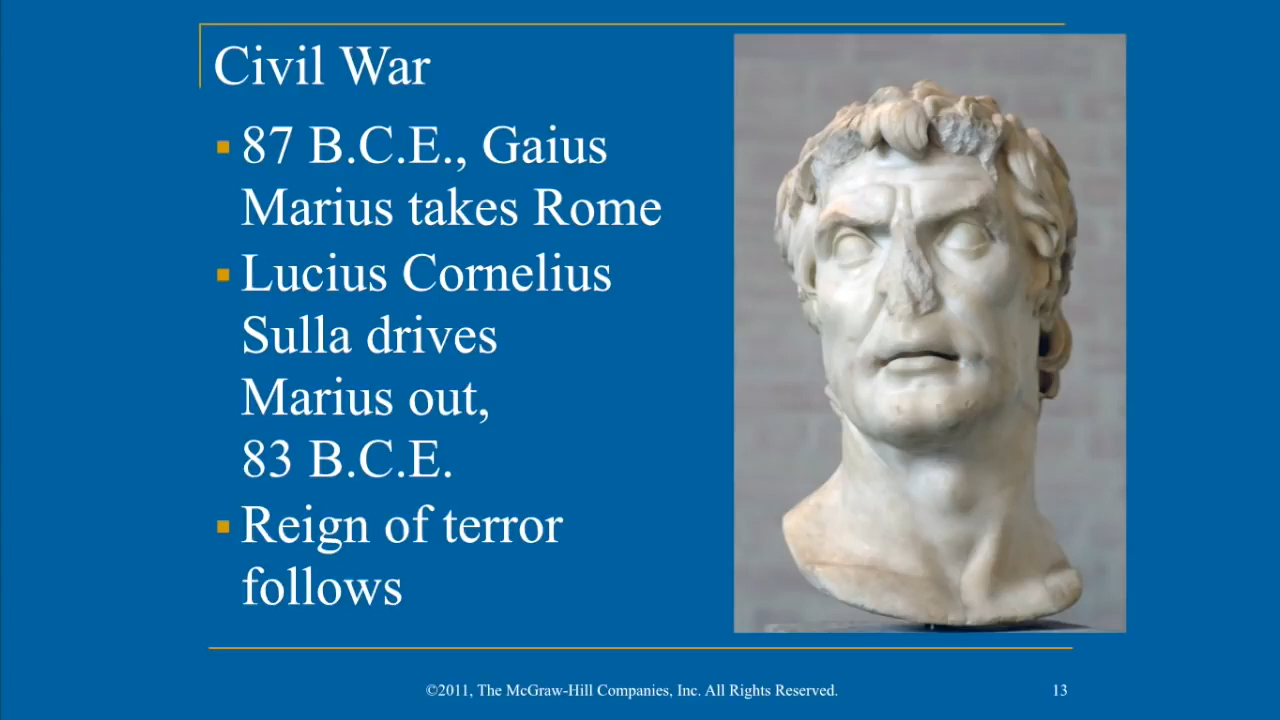 Civil War
▪ 87 B.C.E., Gaius
Marius takes Rome
▪ Lucius Cornelius
Sulla drives
Marius out,
83 B.C.E.
▪ Reign of terror
follows
©2011, The McGraw-Hill Companies, Inc. All Rights Reserved.
13